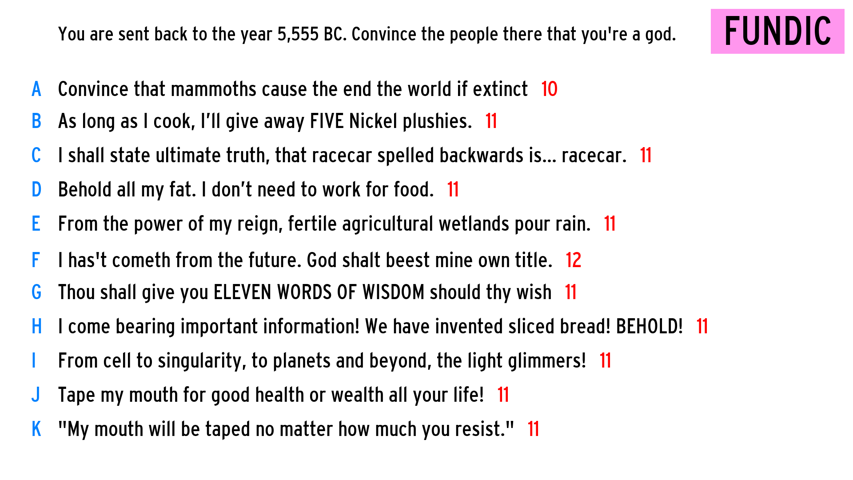 You are sent back to the year 5,555 BC. Convince the people there that you're a god.
FUNDIC
A Convince that mammoths cause the end the world if extinct 10
B As long as I cook, I’ll give away FIVE Nickel plushies. 11
C I shall state ultimate truth, that racecar spelled backwards is... racecar. 11
D Behold all my fat. I don’t need to work for food. 11
E From the power of my reign, fertile agricultural wetlands pour rain. 11
F I has't cometh from the future. God shalt beest mine own title. 12
G Thou shall give you ELEVEN WORDS OF WISDOM should thy wish 11
H I come bearing important information! We have invented sliced bread! BEHOLD! 11
I From cell to singularity, to planets and beyond, the light glimmers! 11
J Tape my mouth for good health or wealth all your life! 11
K "My mouth will be taped no matter how much you resist." 11